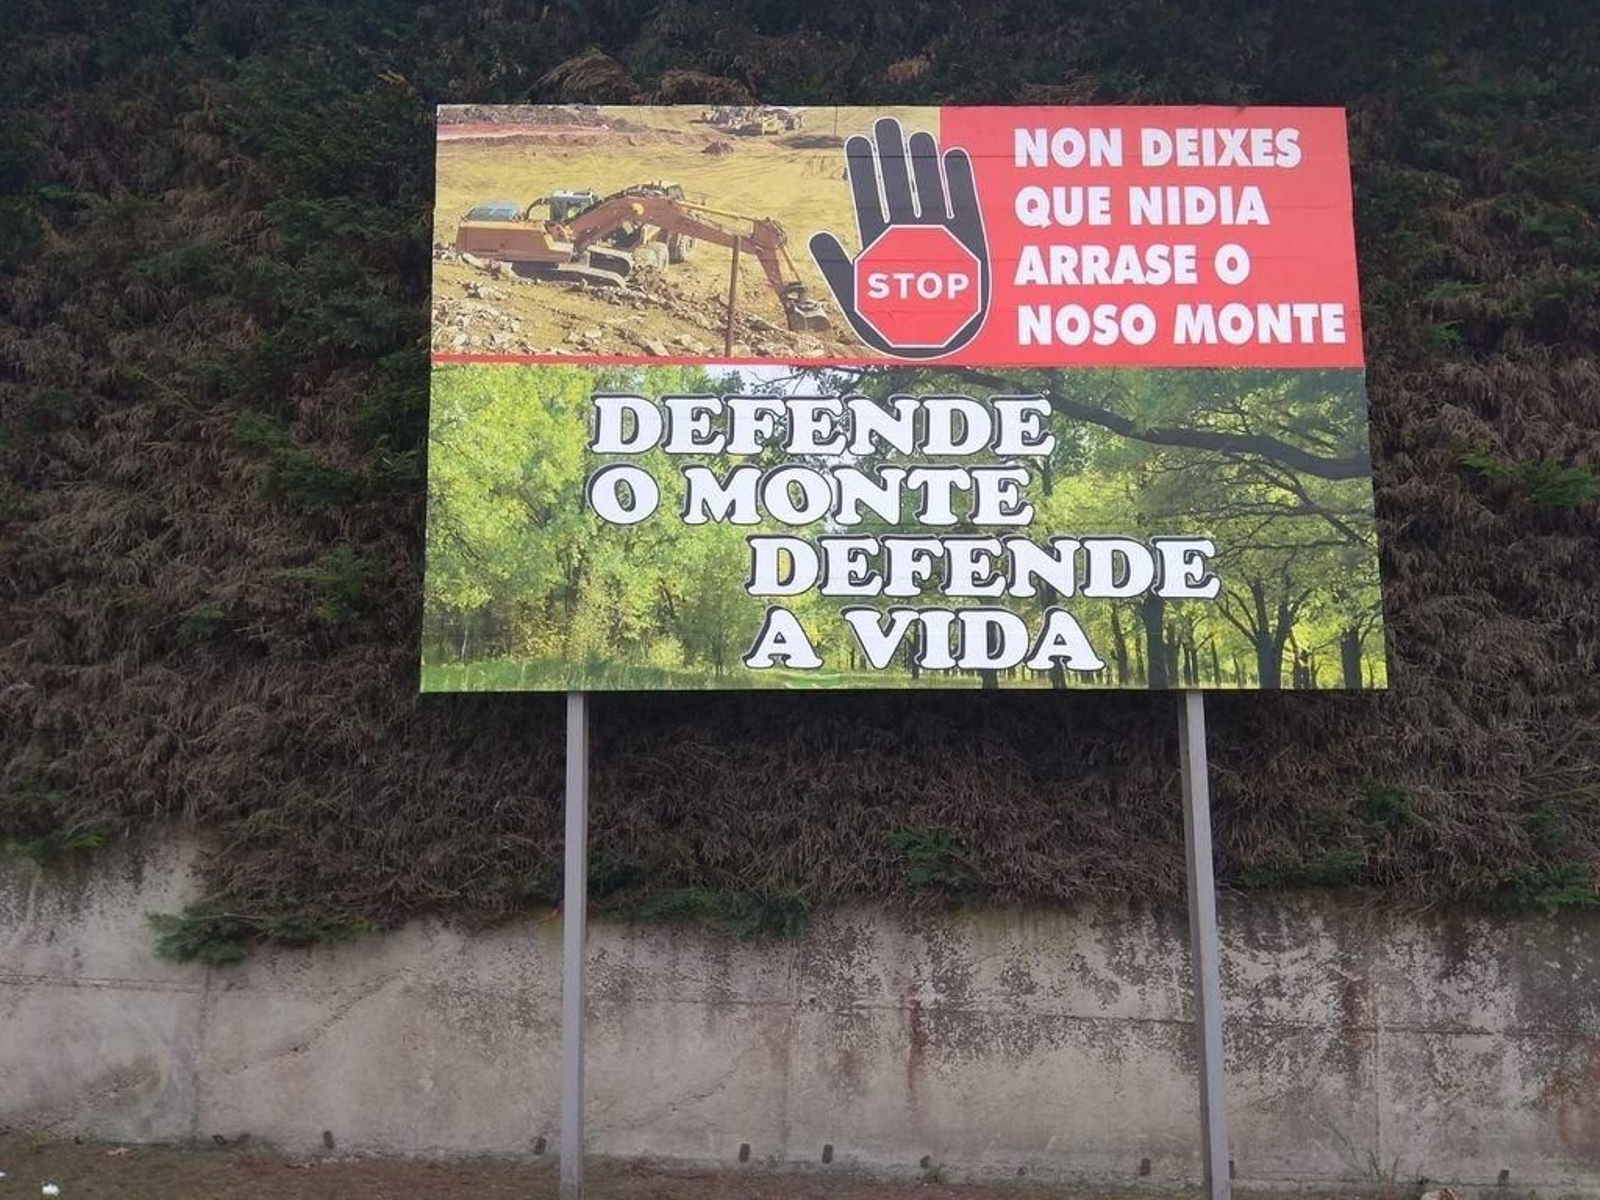 NON DEIXES
QUE NIDIA
ARRASE O
NOSO MONTE
STOP
DEFENDE
O MONTE
DEFENDE
A VIDA